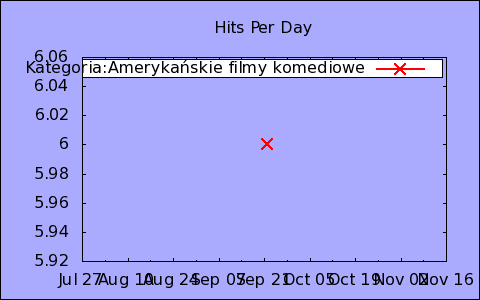 Hits Per Day
Kategoria:Amerykańskie filmy komediowe
6.06
6.04
6.02
6
5.98
5.96
5.94
5.92
Jul 27 Aug 10 Aug 24 Sep 07 Sep 21 Oct 05 Oct 19 Nov 02 Nov 16